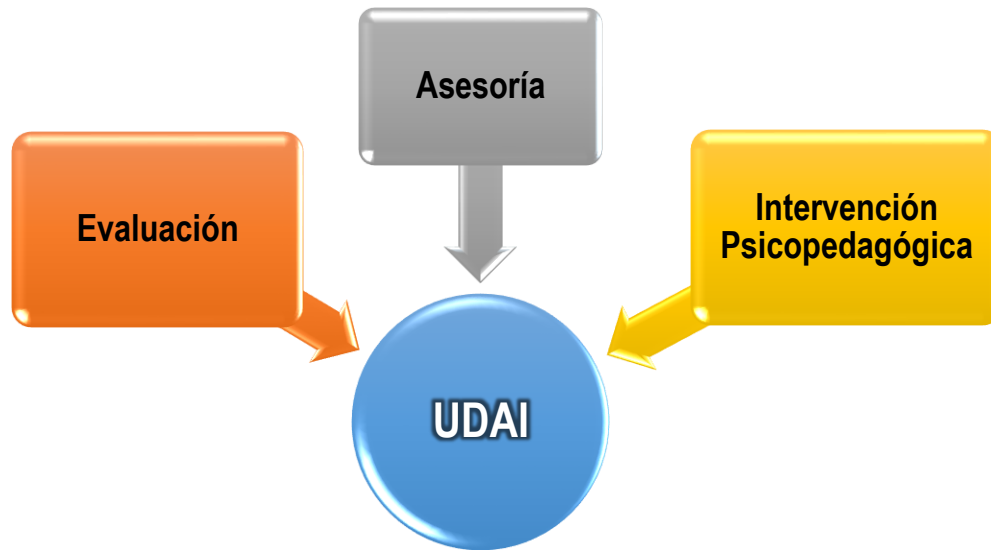 Asesoría
Evaluación
Intervención
Psicopedagógica
UDAI